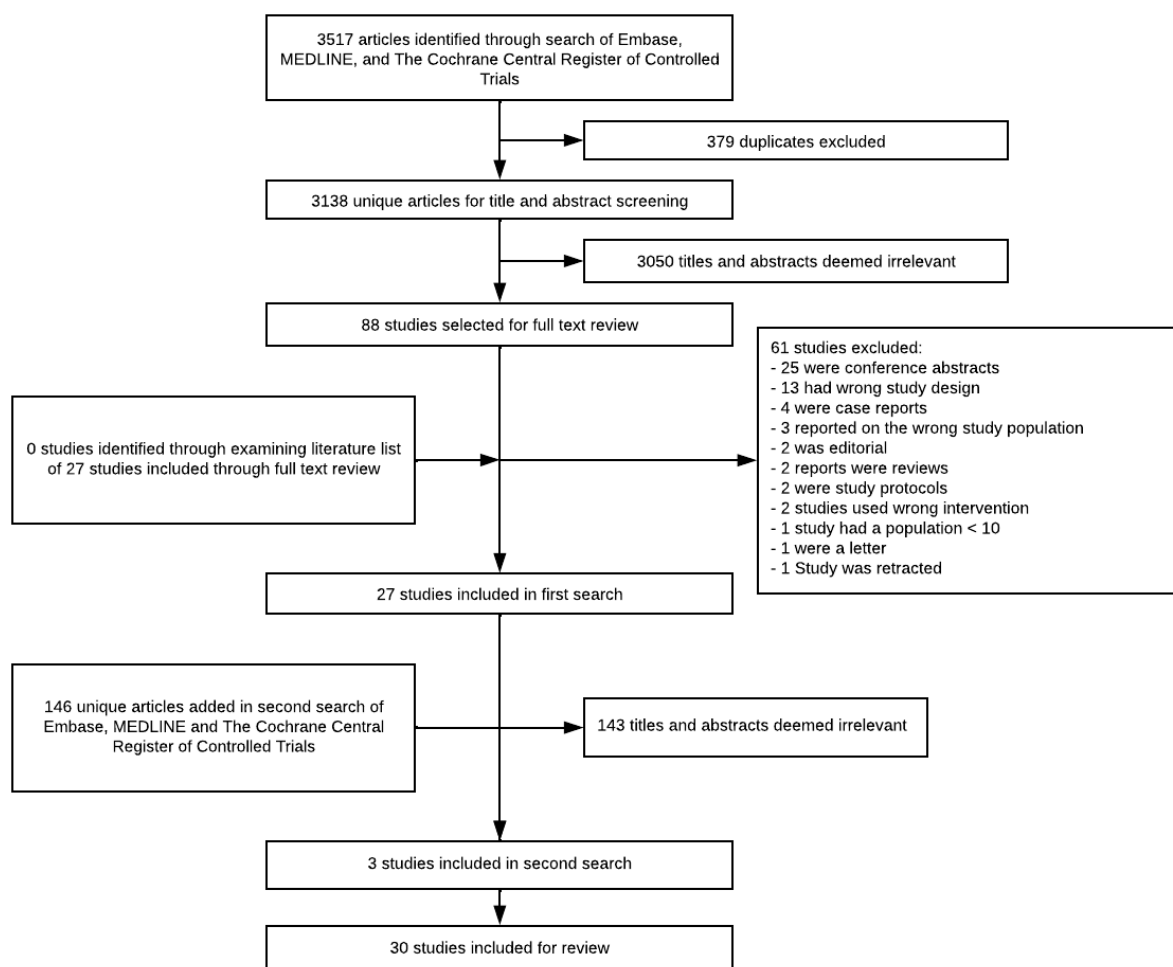 3517 articles identified through search of Embase,
MEDLINE, and The Cochrane Central Register of Controlled
Trials
379 duplicates excluded
3138 unique articles for title and abstract screening
3050 titles and abstracts deemed irrelevant
88 studies selected for full text review
61 studies excluded:
- 25 were conference abstracts
- 13 had wrong study design
- 4 were case reports
- 3 reported on the wrong study population
- 2 was editorial
- 2 reports were reviews
- 2 were study protocols
- 2 studies used wrong intervention
- 1 study had a population < 10
- 1 were a letter
- 1 Study was retracted
0 studies identified through examining literature list
of 27 studies included through full text review
27 studies included in first search
146 unique articles added in second search of
Embase, MEDLINE and The Cochrane Central
Register of Controlled Trials
143 titles and abstracts deemed irrelevant
3 studies included in second search
30 studies included for review